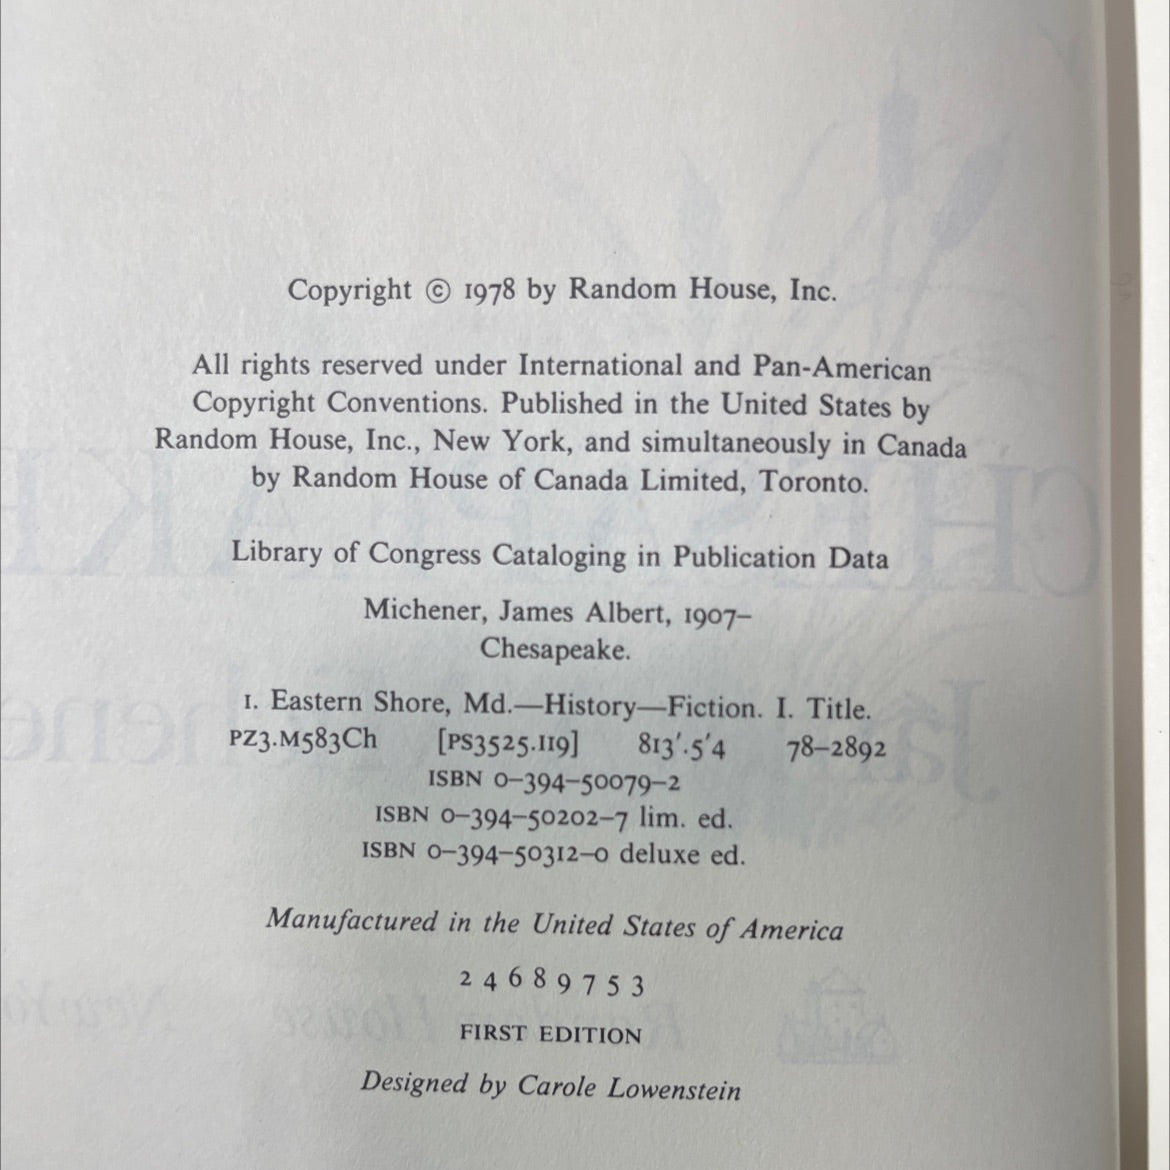 Copyright © 1978 by Random House, Inc.
All rights reserved under International and Pan-American
Copyright Conventions. Published in the United States by
Random House, Inc., New York, and simultaneously in Canada
by Random House of Canada Limited, Toronto.
Library of Congress Cataloging in Publication Data
Michener, James Albert, 1907–
Chesapeake.
1. Eastern Shore, Md.—History—Fiction. I. Title.
PZ3.M583Ch [PS3525.I19] 813'.5'4 78–2892
ISBN 0–394–50079–2
ISBN 0–394–50202–7 lim. ed.
ISBN 0–394–50312–0 deluxe ed.
Manufactured in the United States of America
2 4 6 8 9 7 5 3
FIRST EDITION
Designed by Carole Lowenstein